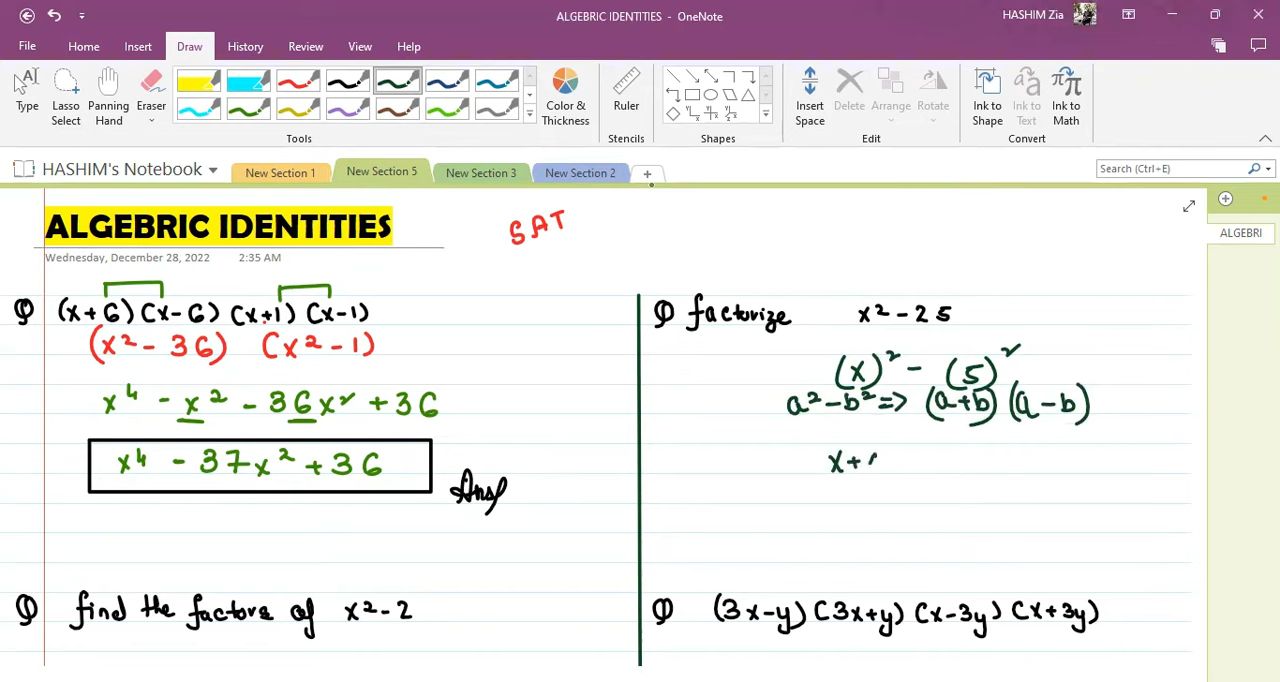 ALGEBRIC IDENTITIES - OneNote
HASHIM Zia
File Home Insert Draw History Review View Help
Type
Lasso Select
Panning Hand
Eraser
Color & Thickness
Ruler
Insert Space
Delete
Arrange
Rotate
Ink to Shape
Ink to Text
Ink to Math
Tools
Stencils
Shapes
Edit
Convert
HASHIM's Notebook
New Section 1
New Section 5
New Section 3
New Section 2
Search (Ctrl+E)
ALGEBRI
ALGEBRIC IDENTITIES
SAT
Wednesday, December 28, 2022 2:35 AM
Q (x+6) (x-6) (x+1) (x-1)
(x² - 36) (x² - 1)
x⁴ - x² - 36x² + 36
x⁴ - 37x² + 36
Ans
Q factorize x² - 25
(x)² - (5)²
a² - b² => (a+b) (a-b)
x+
Q find the factors of x² - 2
Q (3x-y) (3x+y) (x-3y) (x+3y)